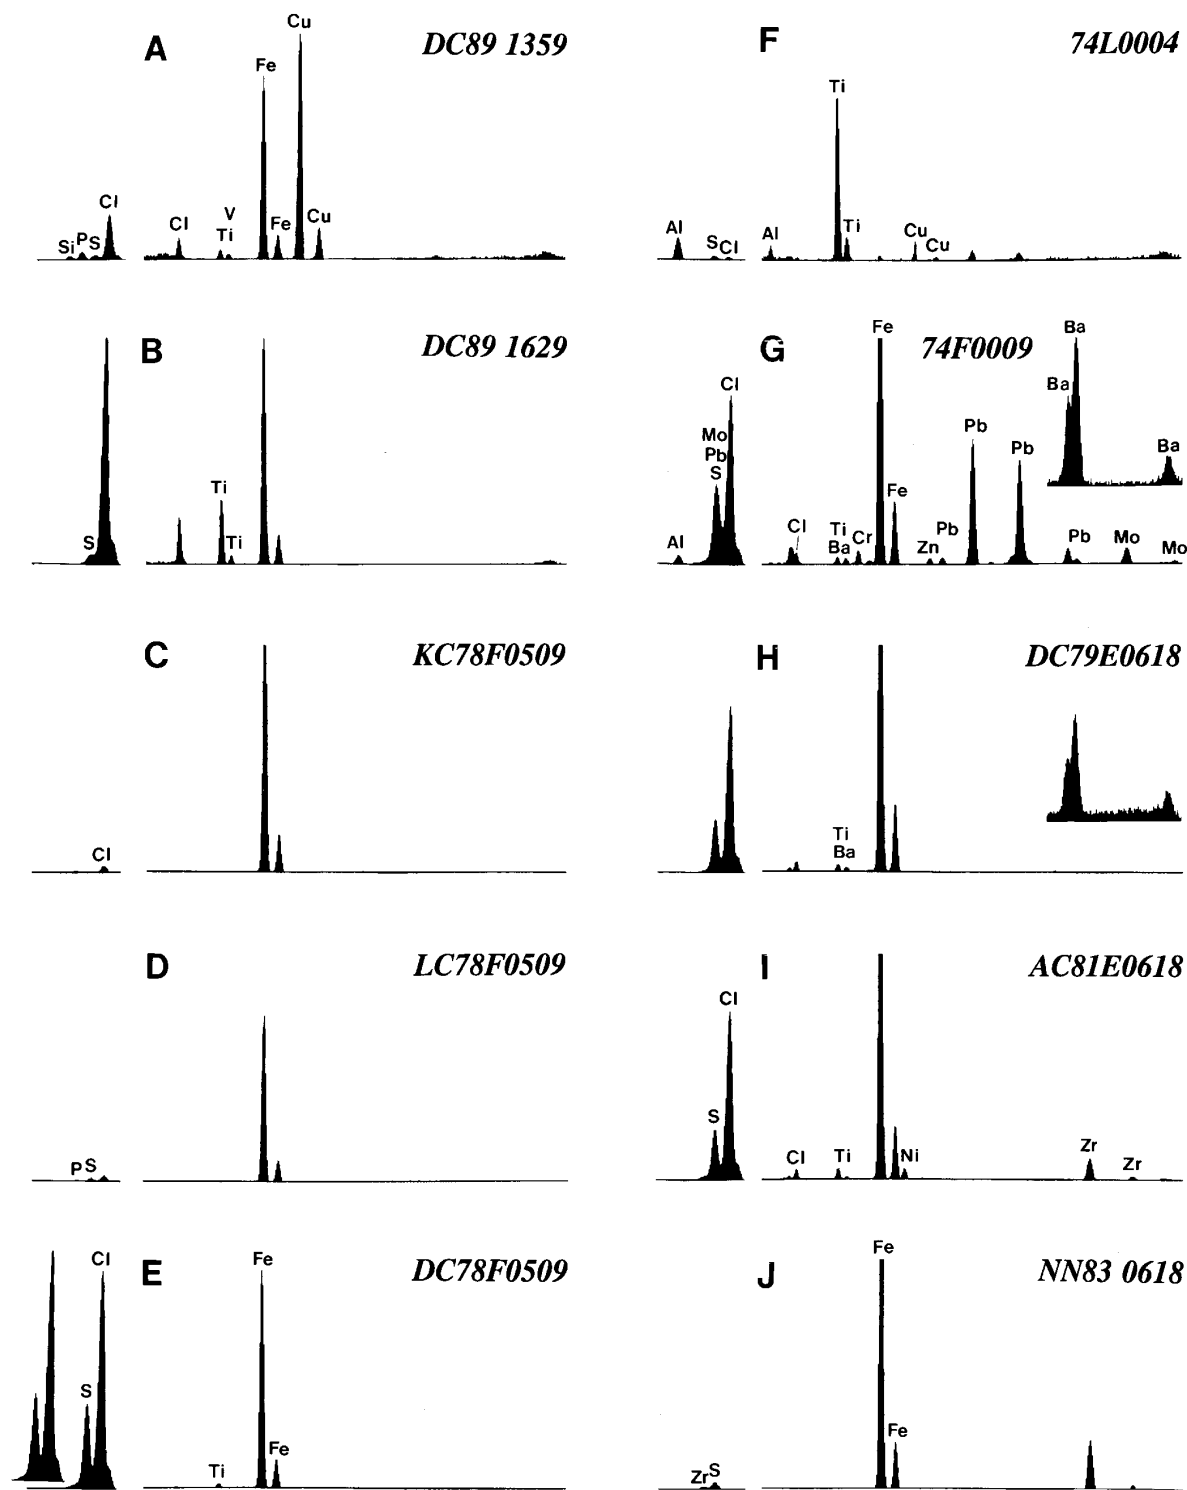 A DC89 1359
Cu
Fe
Cl
Cl
V
Ti
Si P S
Fe
Cu
B DC89 1629
Ti
S
Ti
C KC78F0509
Cl
D LC78F0509
P S
E DC78F0509
Cl
Fe
S
Fe
Ti
F 74L0004
Ti
Al
S Cl
Al
Ti
Cu
Cu
G 74F0009
Fe
Ba
Ba
Cl
Mo
Pb
S
Pb
Pb
Ba
Fe
Al
Cl
Ti
Ba
Cr
Zn
Pb
Pb
Mo
Mo
H DC79E0618
Ti
Ba
I AC81E0618
Cl
S
Cl
Ti
Ni
Zr
Zr
J NN83 0618
Fe
Fe
Zr S